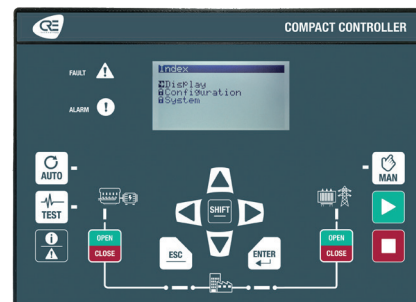 CRE
COMPACT CONTROLLER
FAULT
ALARM
Index
Display
Configuration
System
AUTO
TEST
MAN
SHIFT
ESC
ENTER
OPEN
CLOSE
OPEN
CLOSE